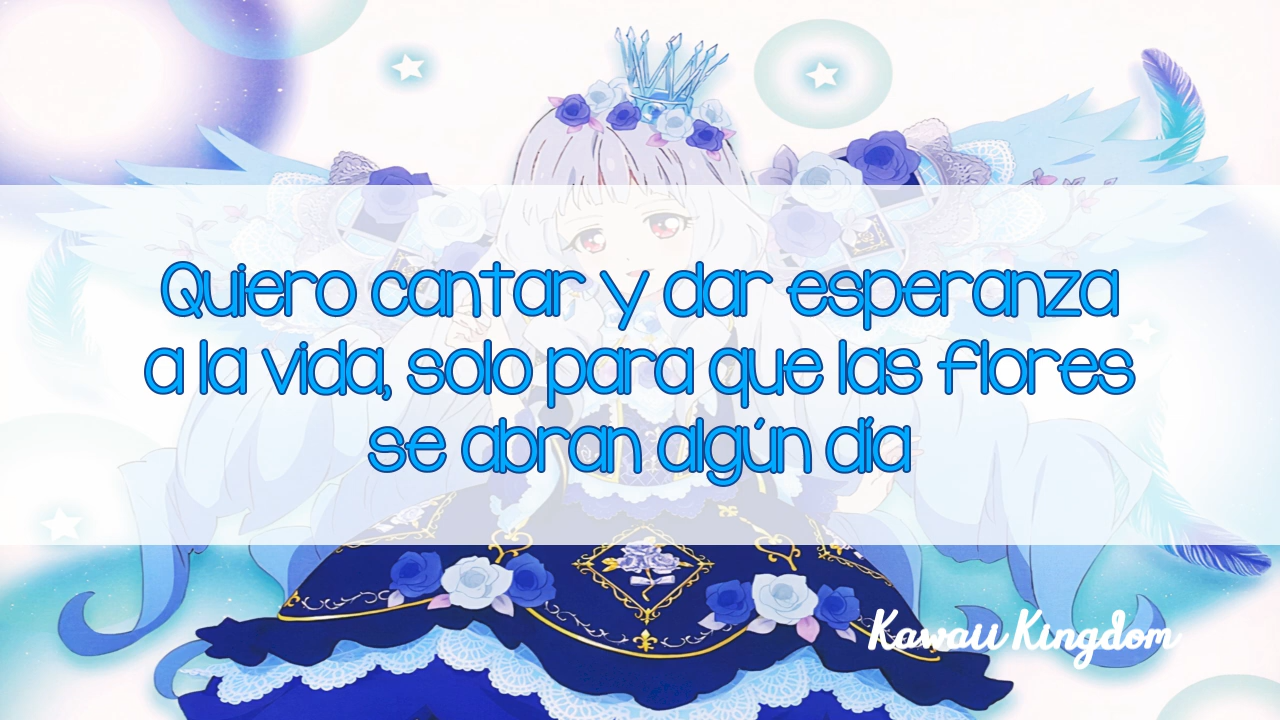 Quiero cantar y dar esperanza
a la vida, solo para que las flores
se abran algún día
Kawaii Kingdom